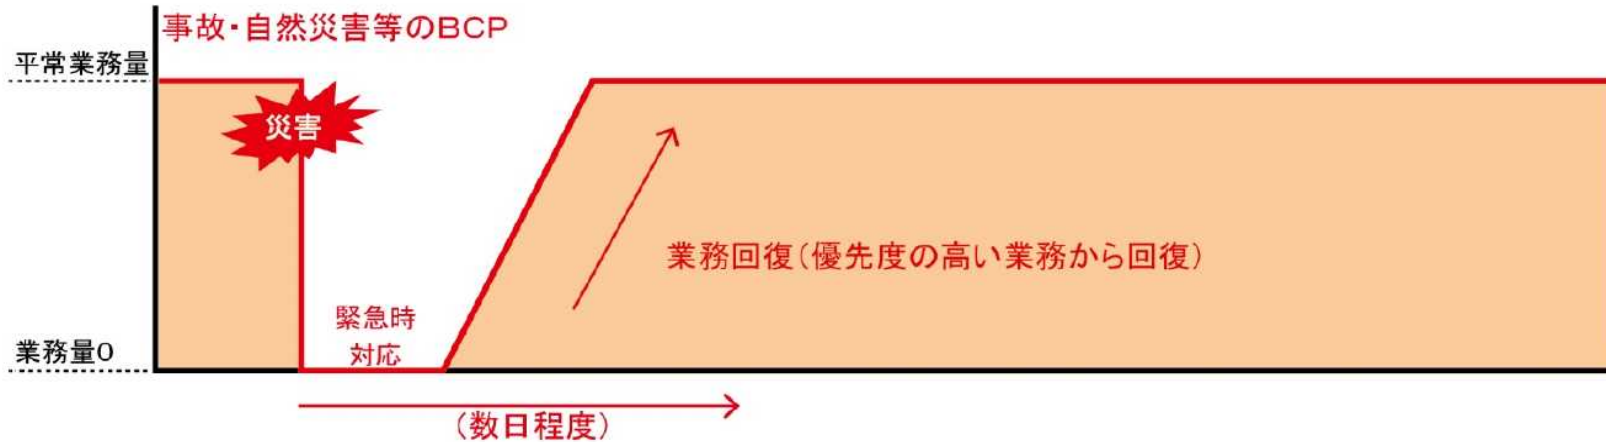 事故・自然災害等のBCP
平常業務量
災害
業務回復(優先度の高い業務から回復)
緊急時
対応
業務量0
(数日程度)